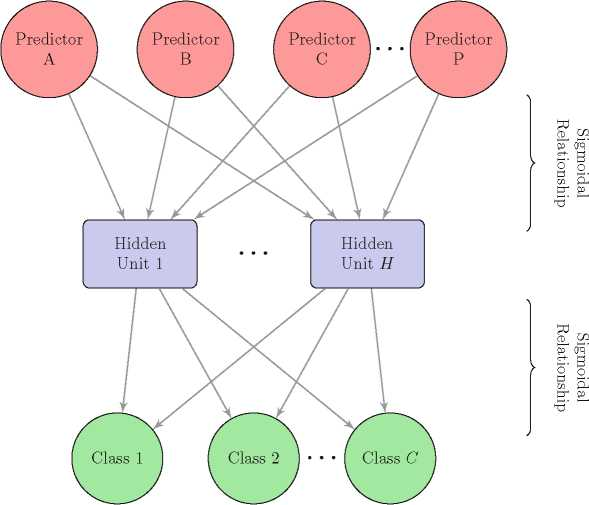 Predictor
A
Predictor
B
Predictor
C
...
Predictor
P
Sigmoidal
Relationship
Hidden
Unit 1
...
Hidden
Unit H
Sigmoidal
Relationship
Class 1
Class 2
...
Class C